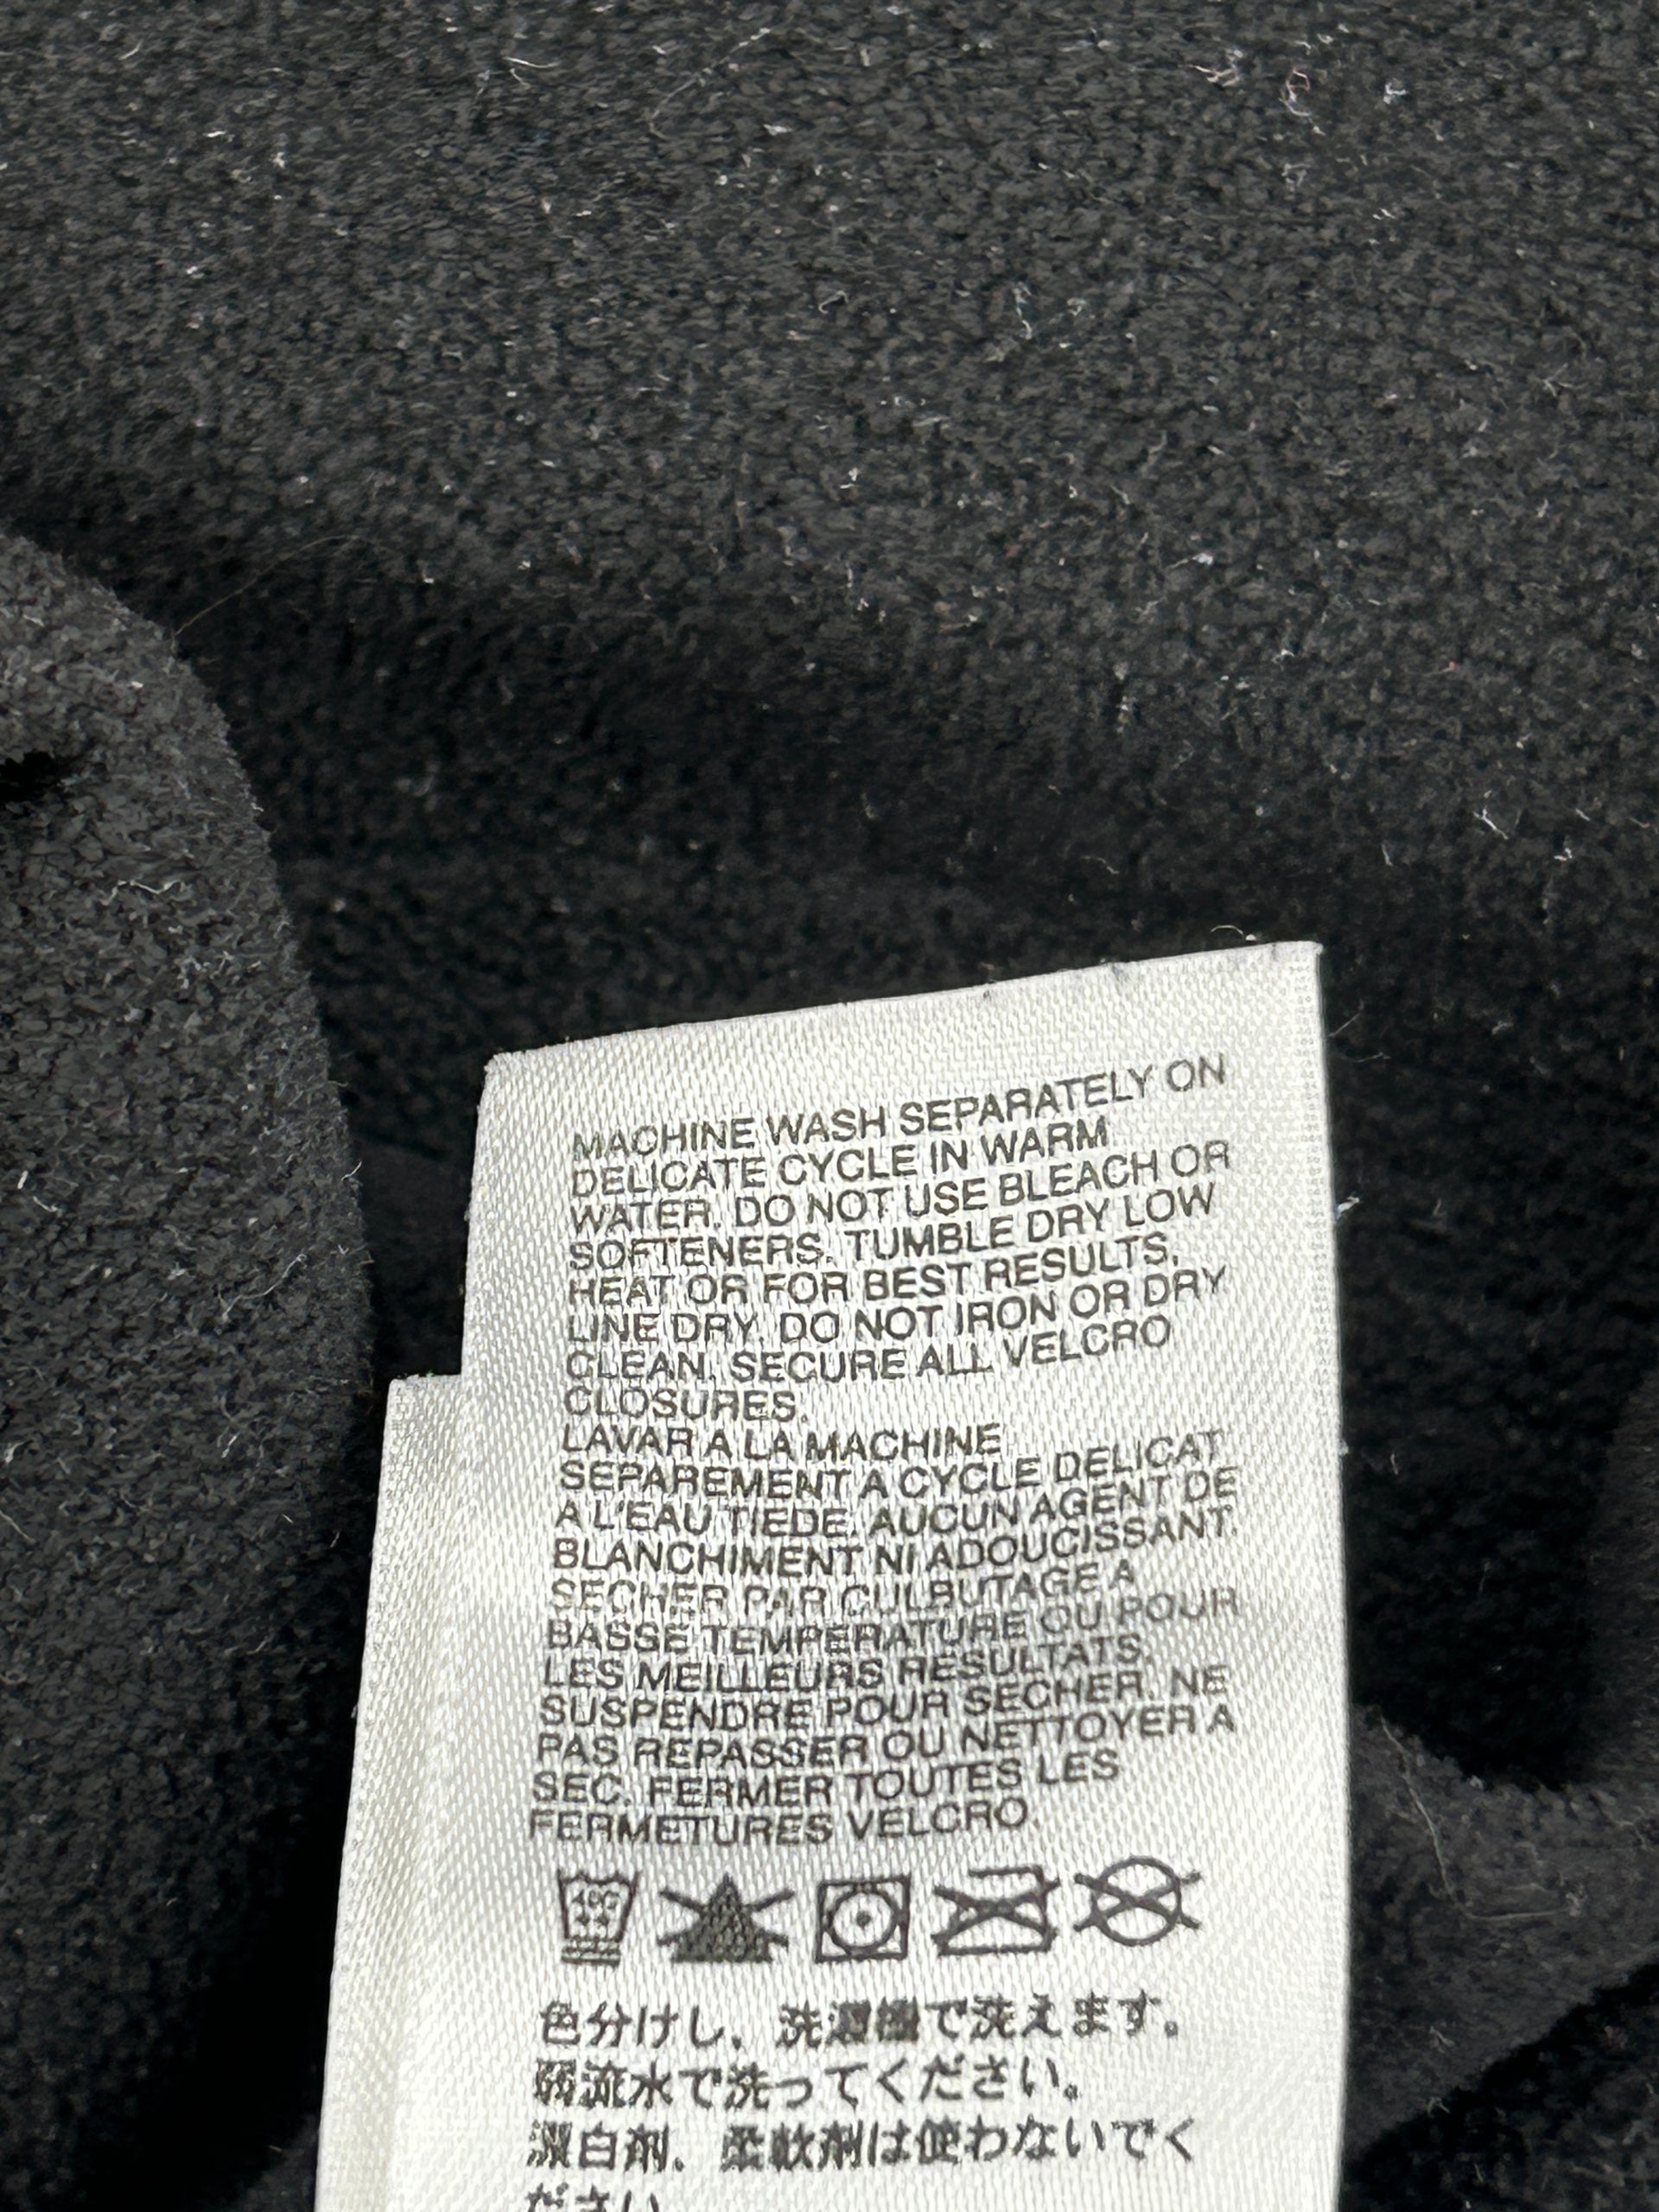 MACHINE WASH SEPARATELY ON
DELICATE CYCLE IN WARM
WATER. DO NOT USE BLEACH OR
SOFTENERS. TUMBLE DRY LOW
HEAT OR FOR BEST RESULTS,
LINE DRY. DO NOT IRON OR DRY
CLEAN. SECURE ALL VELCRO
CLOSURES.
LAVAR A LA MACHINE
SEPAREMENT A CYCLE DELICAT
A L'EAU TIEDE. AUCUN AGENT DE
BLANCHIMENT NI ADOUCISSANT.
SECHER PAR CULBUTAGE A
BASSE TEMPERATURE OU POUR
LES MEILLEURS RESULTATS.
SUSPENDRE POUR SECHER. NE
PAS REPASSER OU NETTOYER A
SEC. FERMER TOUTES LES
FERMETURES VELCRO.
40C
色分けし、洗濯機で洗えます。
弱流水で洗ってください。
漂白剤、柔軟剤は使わないでく
ださい